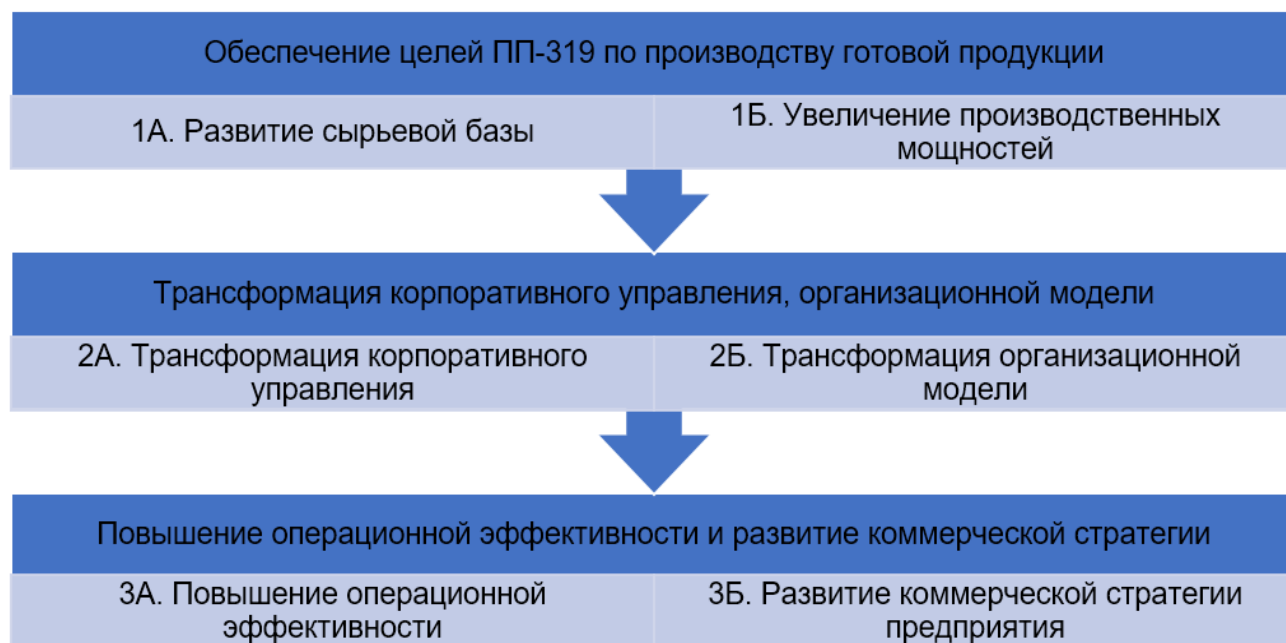 Обеспечение целей ПП-319 по производству готовой продукции
1А. Развитие сырьевой базы
1Б. Увеличение производственных
мощностей
Трансформация корпоративного управления, организационной модели
2А. Трансформация корпоративного
управления
2Б. Трансформация организационной
модели
Повышение операционной эффективности и развитие коммерческой стратегии
3А. Повышение операционной
эффективности
3Б. Развитие коммерческой стратегии
предприятия